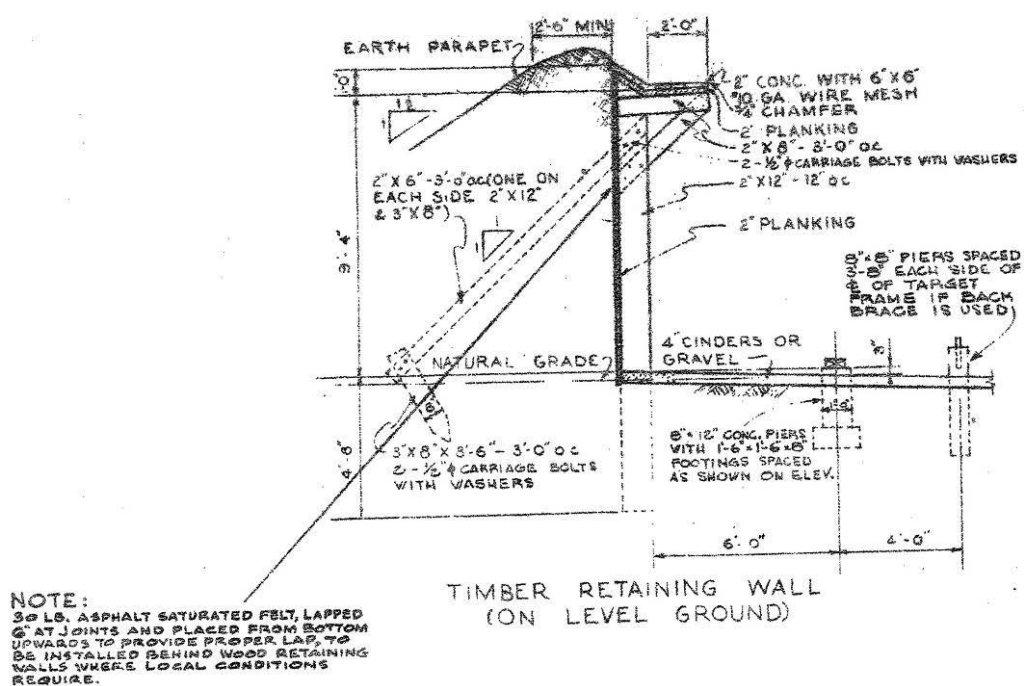 2'-6" MIN
2'-0"
EARTH PARAPET
2" CONC. WITH 6"X6"
10 GA. WIRE MESH
3/4" CHAMFER
2" PLANKING
2"X8" - 3'-0" OC
2-½"ϕ CARRIAGE BOLTS WITH WASHERS
2"X12" - 12" OC
2" PLANKING
1½
1
2"X6"-3'-0" OC(ONE ON
EACH SIDE 2"X12"
& 3"X8")
1
1
9'-4"
8"x8" PIERS SPACED
3-8" EACH SIDE OF
℄ OF TARGET
FRAME IF BACK
BRACE IS USED
4" CINDERS OR
GRAVEL
NATURAL GRADE
4'-8"
3"X8"X3'-6" - 3'-0" OC
2-½"ϕ CARRIAGE BOLTS
WITH WASHERS
8"x12" CONC. PIERS
WITH 1'-6"x1'-6"x8"
FOOTINGS SPACED
AS SHOWN ON ELEV.
6'-0"
4'-0"
TIMBER RETAINING WALL
(ON LEVEL GROUND)
NOTE:
30 LB. ASPHALT SATURATED FELT, LAPPED
6" AT JOINTS AND PLACED FROM BOTTOM
UPWARDS TO PROVIDE PROPER LAP, TO
BE INSTALLED BEHIND WOOD RETAINING
WALLS WHERE LOCAL CONDITIONS
REQUIRE.